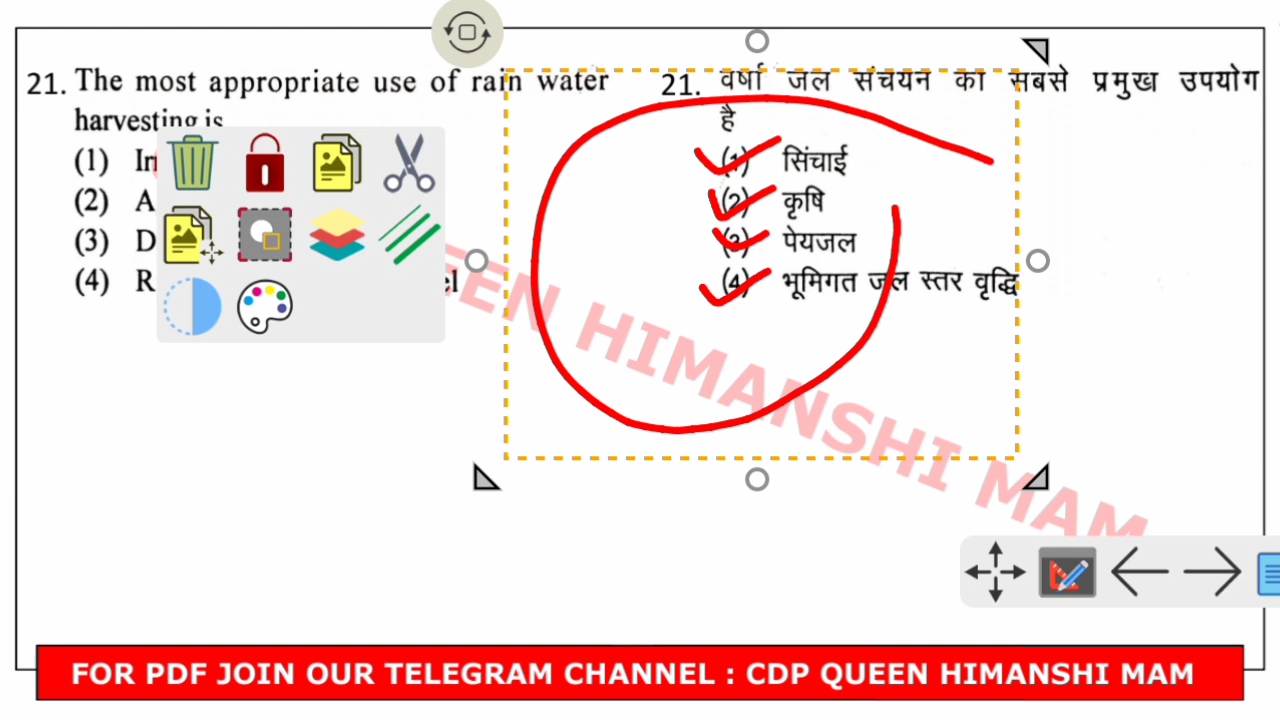 21. The most appropriate use of rain water
harvesting is
(1) In
(2) A
(3) D
(4) R
21. वर्षा जल संचयन का सबसे प्रमुख उपयोग
है
(1) सिंचाई
(2) कृषि
(3) पेयजल
(4) भूमिगत जल स्तर वृद्धि
EEN HIMANSHI MAM
FOR PDF JOIN OUR TELEGRAM CHANNEL : CDP QUEEN HIMANSHI MAM